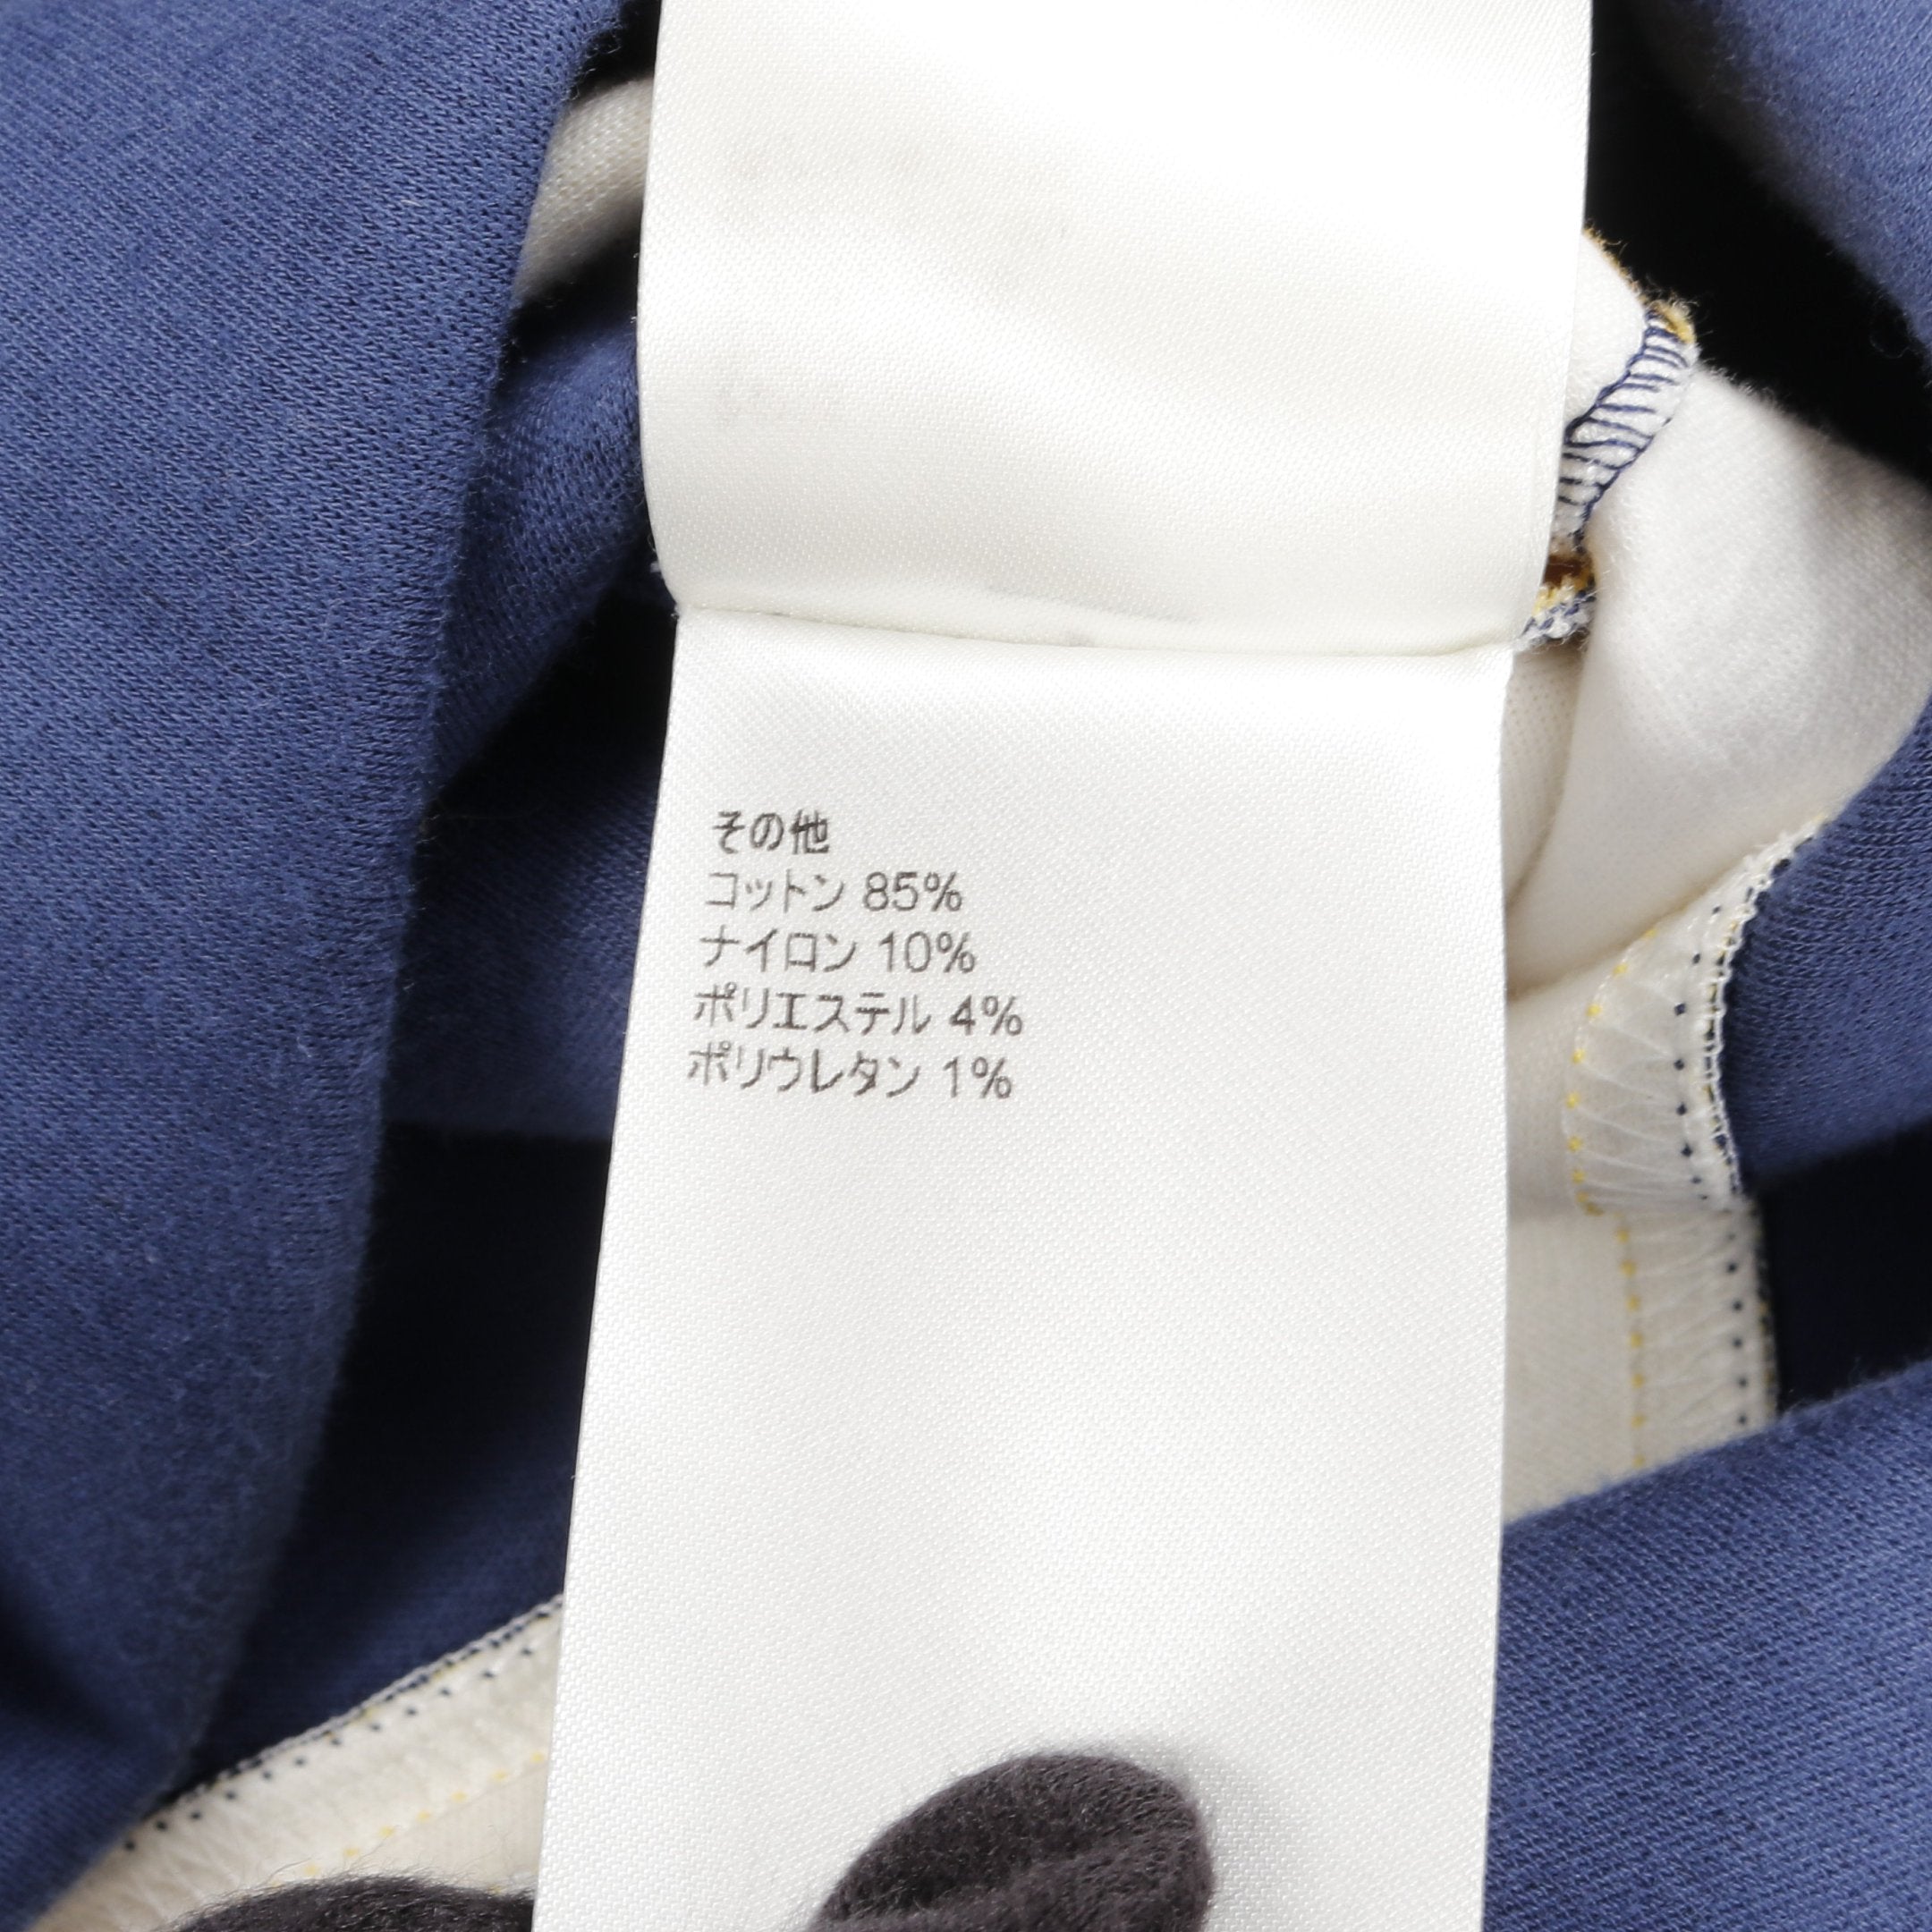 その他
コットン 85%
ナイロン 10%
ポリエステル 4%
ポリウレタン 1%